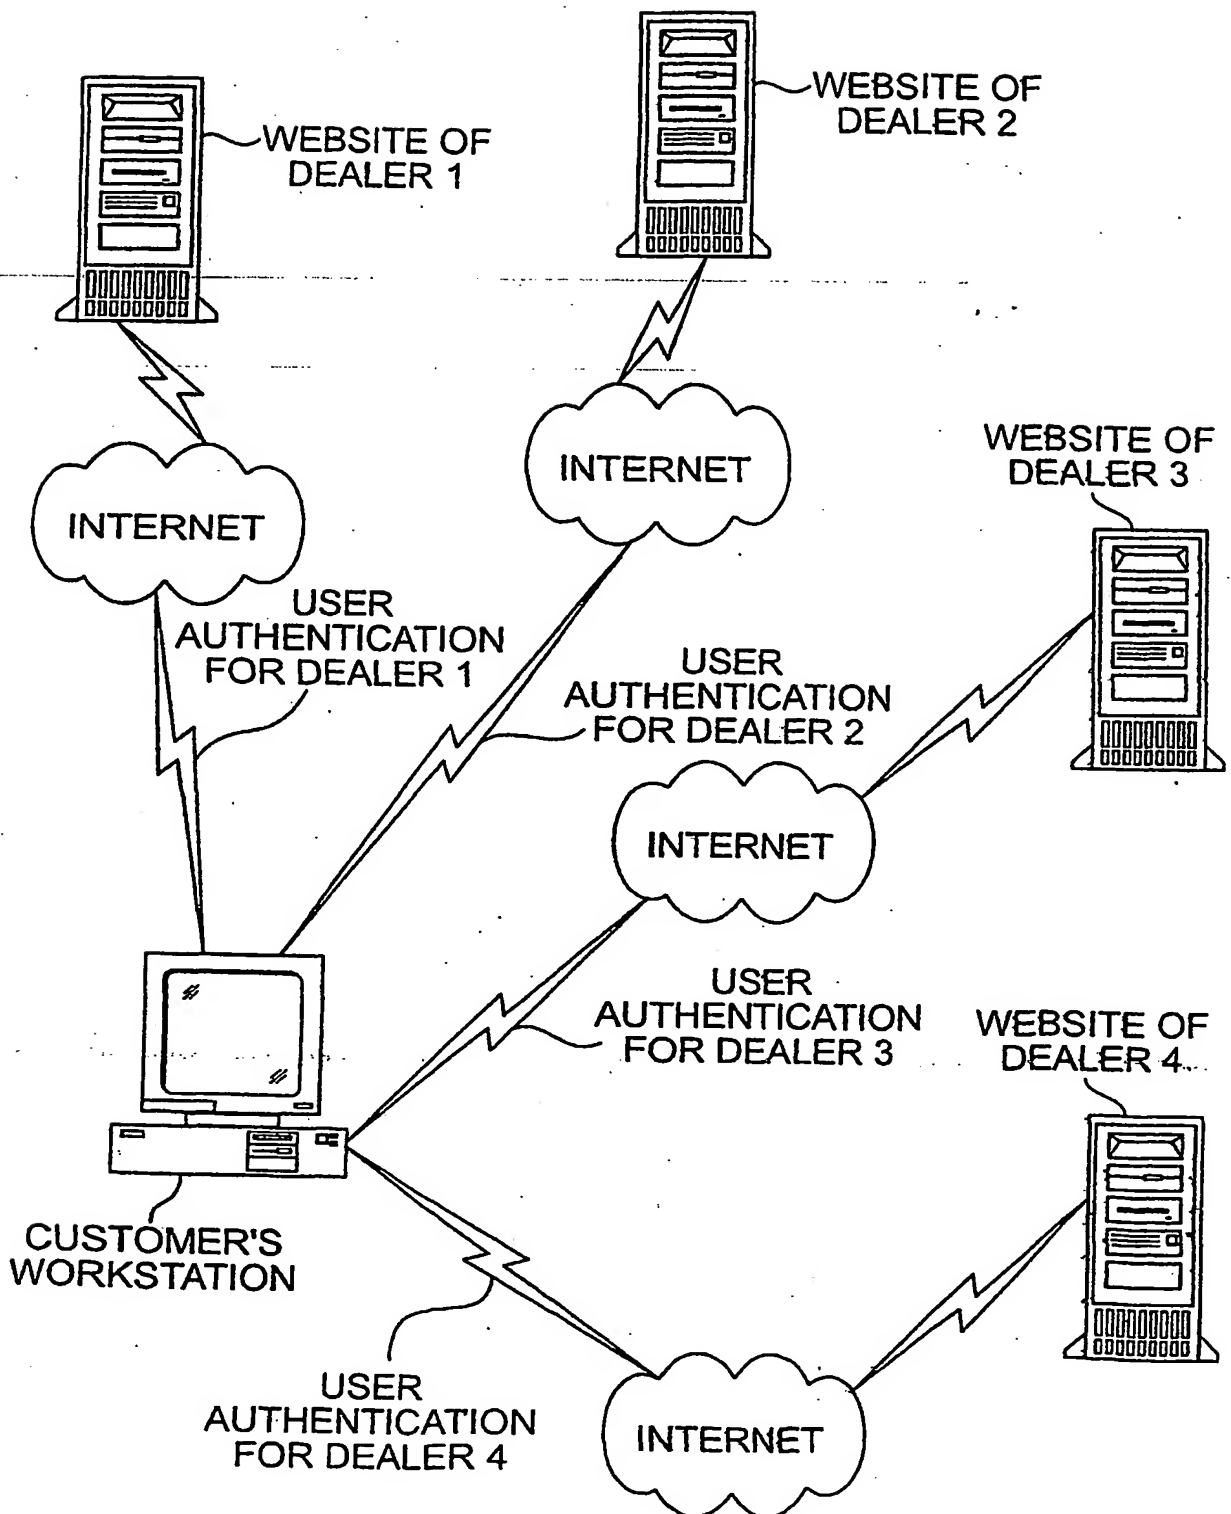 WEBSITE OF
DEALER 1
WEBSITE OF
DEALER 2
INTERNET
INTERNET
WEBSITE OF
DEALER 3
USER
AUTHENTICATION
FOR DEALER 1
USER
AUTHENTICATION
FOR DEALER 2
INTERNET
USER
AUTHENTICATION
FOR DEALER 3
WEBSITE OF
DEALER 4
CUSTOMER'S
WORKSTATION
USER
AUTHENTICATION
FOR DEALER 4
INTERNET